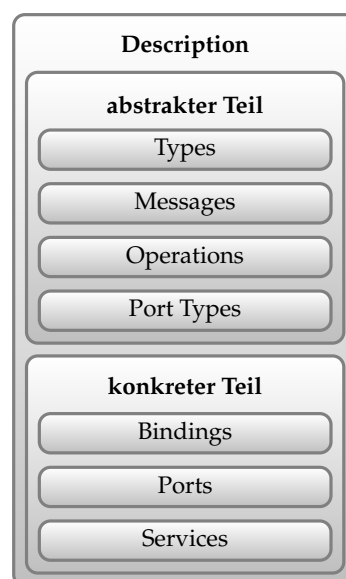 Description
abstrakter Teil
Types
Messages
Operations
Port Types
konkreter Teil
Bindings
Ports
Services